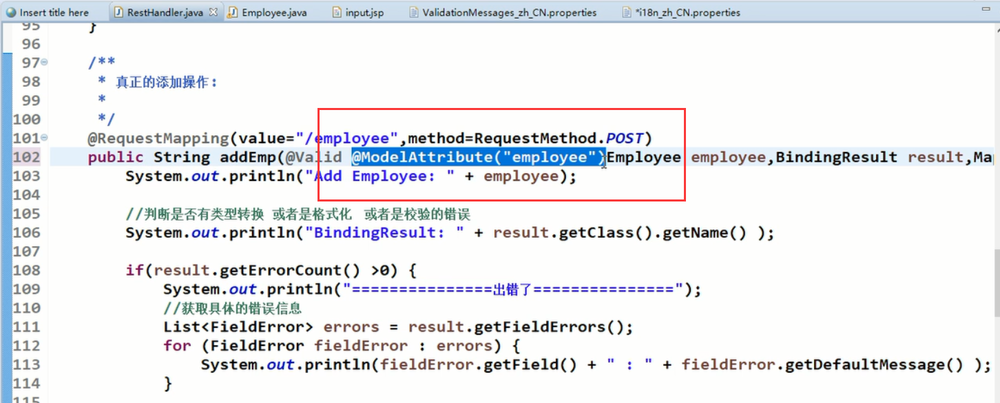 Insert title here RestHandler.java Employee.java input.jsp ValidationMessages_zh_CN.properties *i18n_zh_CN.properties
95 }
96
97 /**
98 * 真正的添加操作:
99 *
100 */
101 @RequestMapping(value="/employee",method=RequestMethod.POST)
102 public String addEmp(@Valid @ModelAttribute("employee")Employee employee,BindingResult result,Map
103 System.out.println("Add Employee: " + employee);
104
105 //判断是否有类型转换 或者是格式化 或者是校验的错误
106 System.out.println("BindingResult: " + result.getClass().getName() );
107
108 if(result.getErrorCount() >0) {
109 System.out.println("===============出错了===============");
110 //获取具体的错误信息
111 List<FieldError> errors = result.getFieldErrors();
112 for (FieldError fieldError : errors) {
113 System.out.println(fieldError.getField() + " : " + fieldError.getDefaultMessage() );
114 }
115